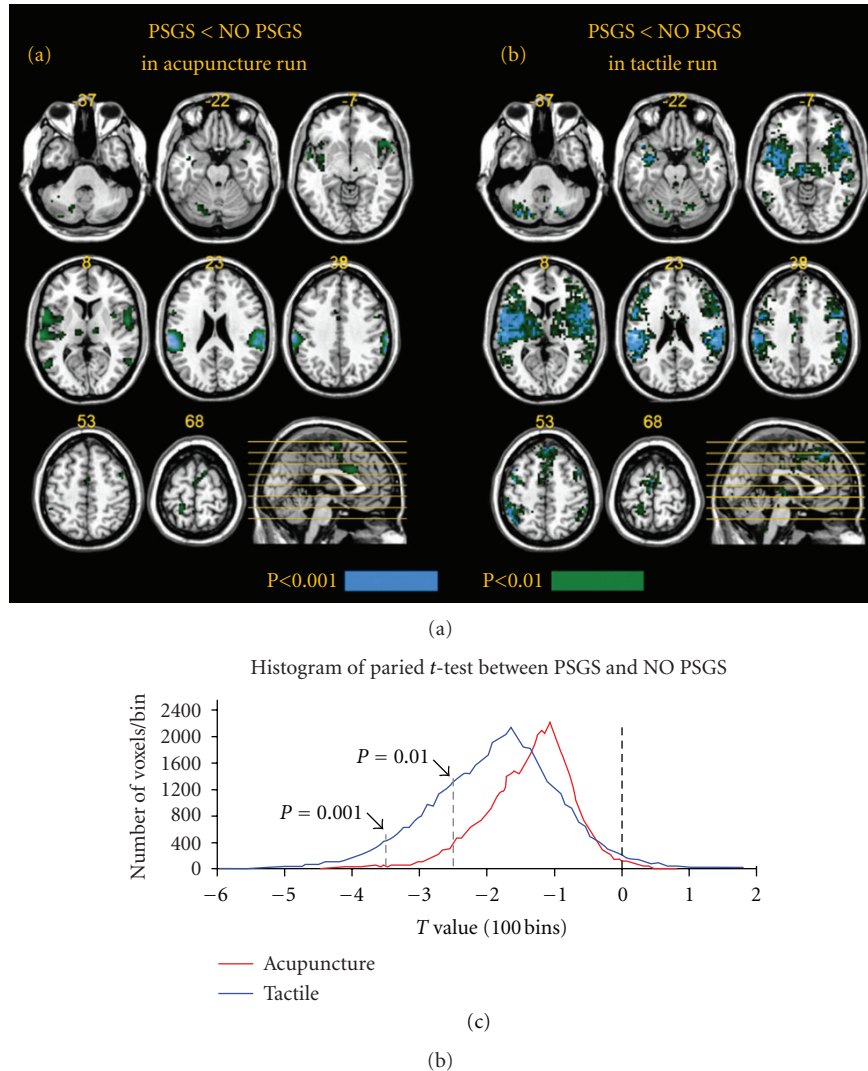 PSGS < NO PSGS
(a)
in acupuncture run
PSGS < NO PSGS
(b)
in tactile run
-37
-22
-7
-37
-22
-7
8
23
38
8
23
38
53
68
53
68
P<0.001
P<0.01
(a)
Histogram of paried t-test between PSGS and NO PSGS
Number of voxels/bin
2400
2000
1600
1200
800
400
0
P = 0.01
P = 0.001
−6
−5
−4
−3
−2
−1
0
1
2
T value (100 bins)
Acupuncture
Tactile
(c)
(b)